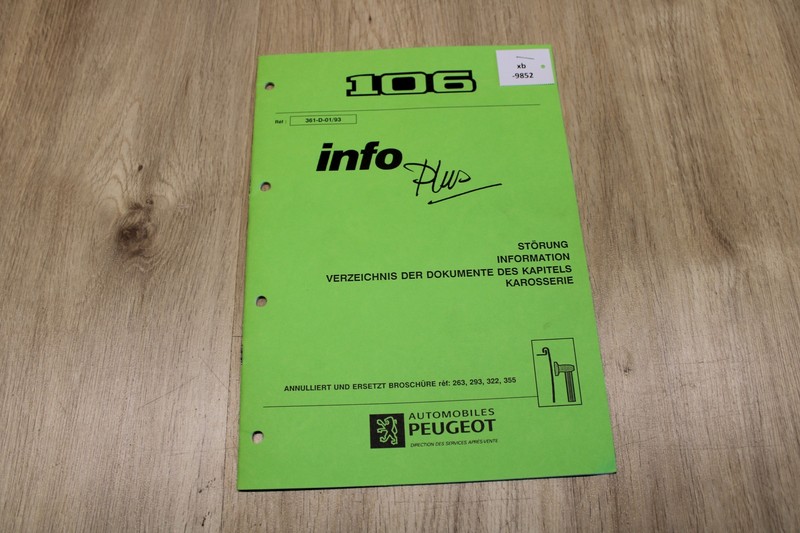 xb
-9852
106
Réf :
361-D-01/93
info
Plus
STÖRUNG
INFORMATION
VERZEICHNIS DER DOKUMENTE DES KAPITELS
KAROSSERIE
ANNULLIERT UND ERSETZT BROSCHÜRE réf: 263, 293, 322, 355
AUTOMOBILES
PEUGEOT
DIRECTION DES SERVICES APRES-VENTE